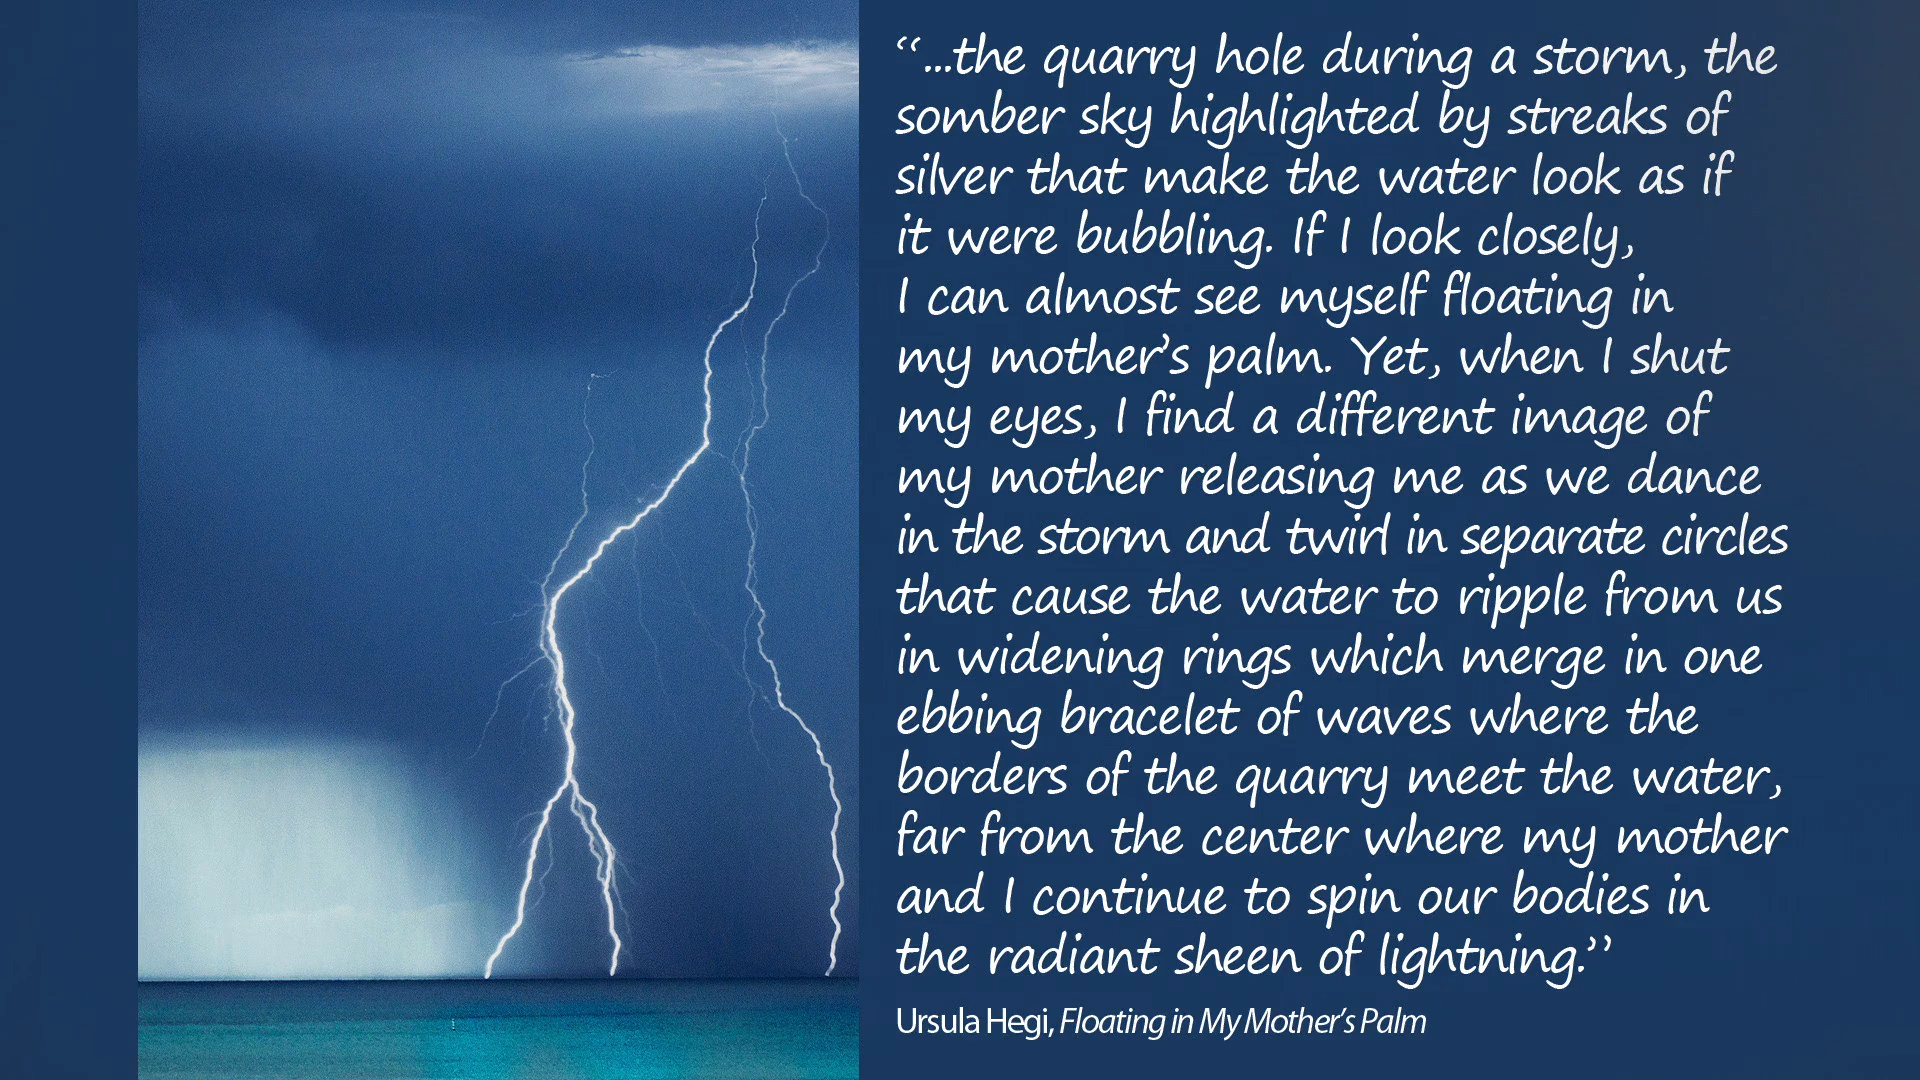 “...the quarry hole during a storm, the
somber sky highlighted by streaks of
silver that make the water look as if
it were bubbling. If I look closely,
I can almost see myself floating in
my mother’s palm. Yet, when I shut
my eyes, I find a different image of
my mother releasing me as we dance
in the storm and twirl in separate circles
that cause the water to ripple from us
in widening rings which merge in one
ebbing bracelet of waves where the
borders of the quarry meet the water,
far from the center where my mother
and I continue to spin our bodies in
the radiant sheen of lightning.”
Ursula Hegi, Floating in My Mother’s Palm